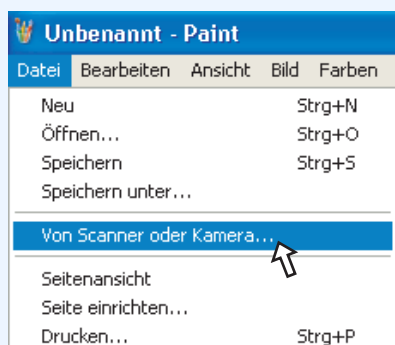 Unbenannt - Paint
Datei Bearbeiten Ansicht Bild Farben
Neu Strg+N
Öffnen... Strg+O
Speichern Strg+S
Speichern unter...
Von Scanner oder Kamera...
Seitenansicht
Seite einrichten...
Drucken... Strg+P